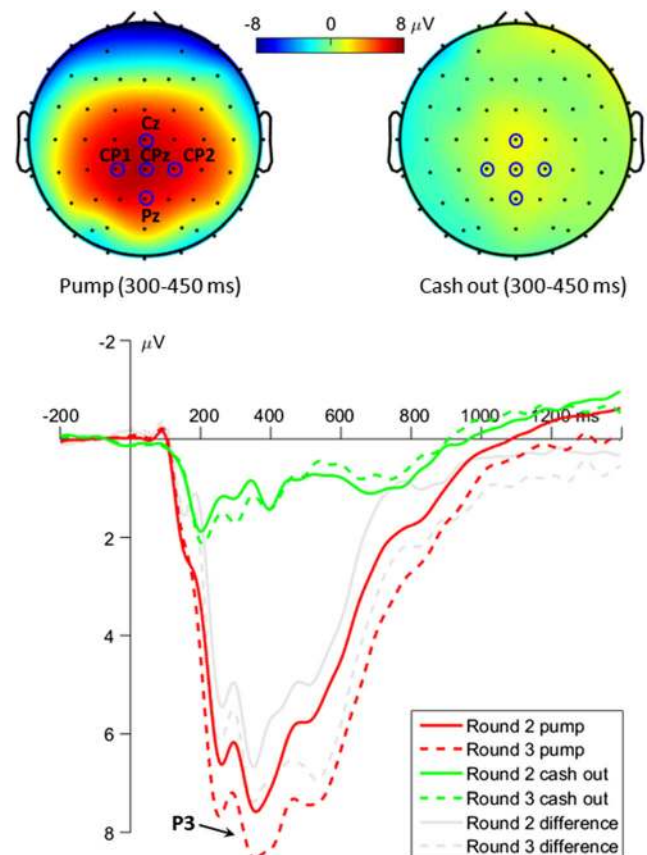 -8 0 8 μV
Cz
CP1 CPz CP2
Pz
Pump (300-450 ms) Cash out (300-450 ms)
-2 μV
-200 200 400 600 800 1000 1200 ms
2
4
6
8
P3
Round 2 pump
Round 3 pump
Round 2 cash out
Round 3 cash out
Round 2 difference
Round 3 difference